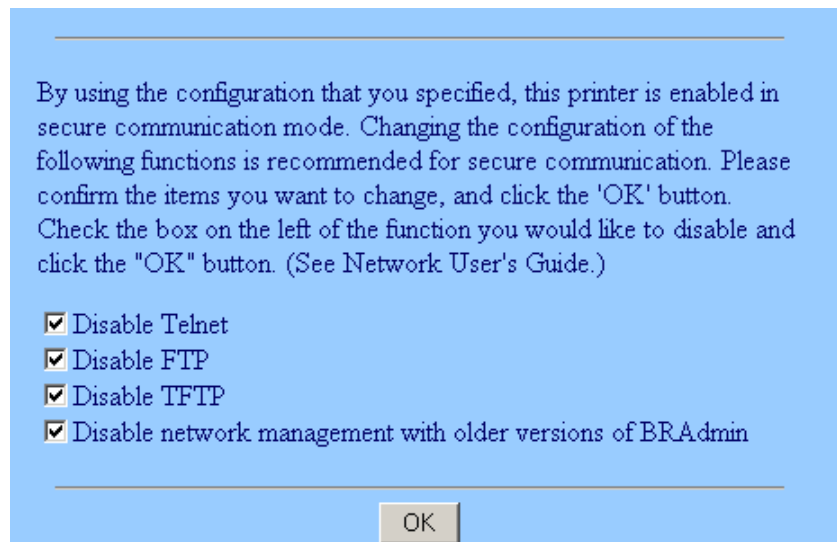 By using the configuration that you specified, this printer is enabled in
secure communication mode. Changing the configuration of the
following functions is recommended for secure communication. Please
confirm the items you want to change, and click the 'OK' button.
Check the box on the left of the function you would like to disable and
click the "OK" button. (See Network User's Guide.)
Disable Telnet
Disable FTP
Disable TFTP
Disable network management with older versions of BRAdmin
OK